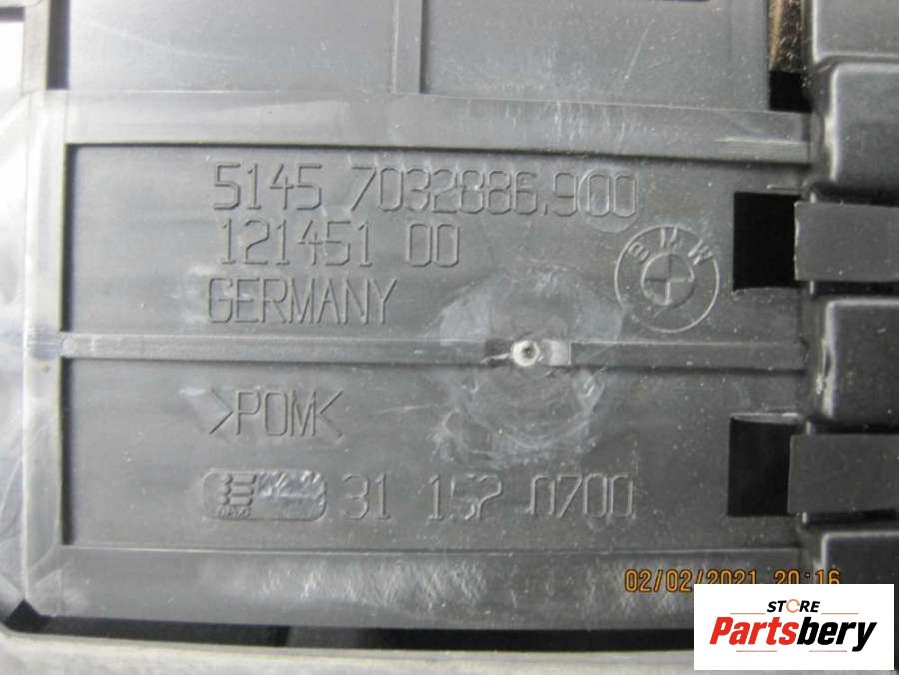 5145 7032886.900
121451 00
GERMANY
BMW
>POM<
31 152 0700
02/02/2021 20:16
STORE
Partsbery